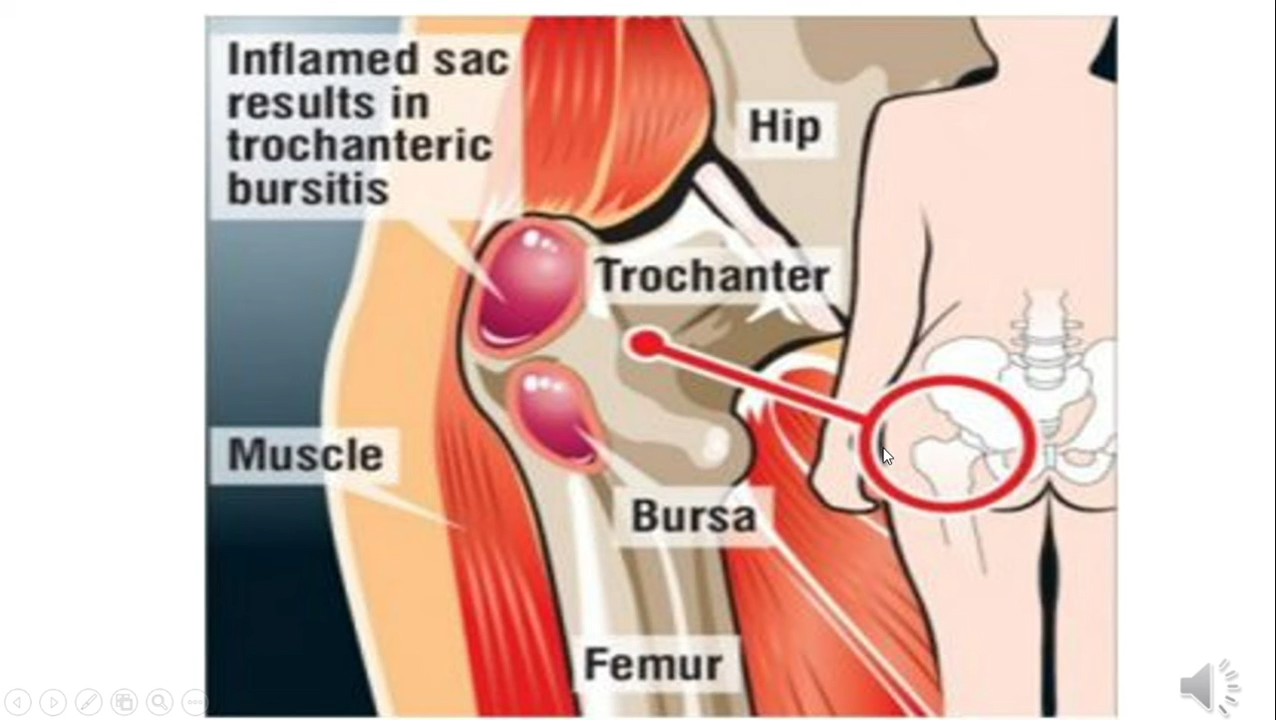 Inflamed sac
results in
trochanteric
bursitis
Hip
Trochanter
Muscle
Bursa
Femur